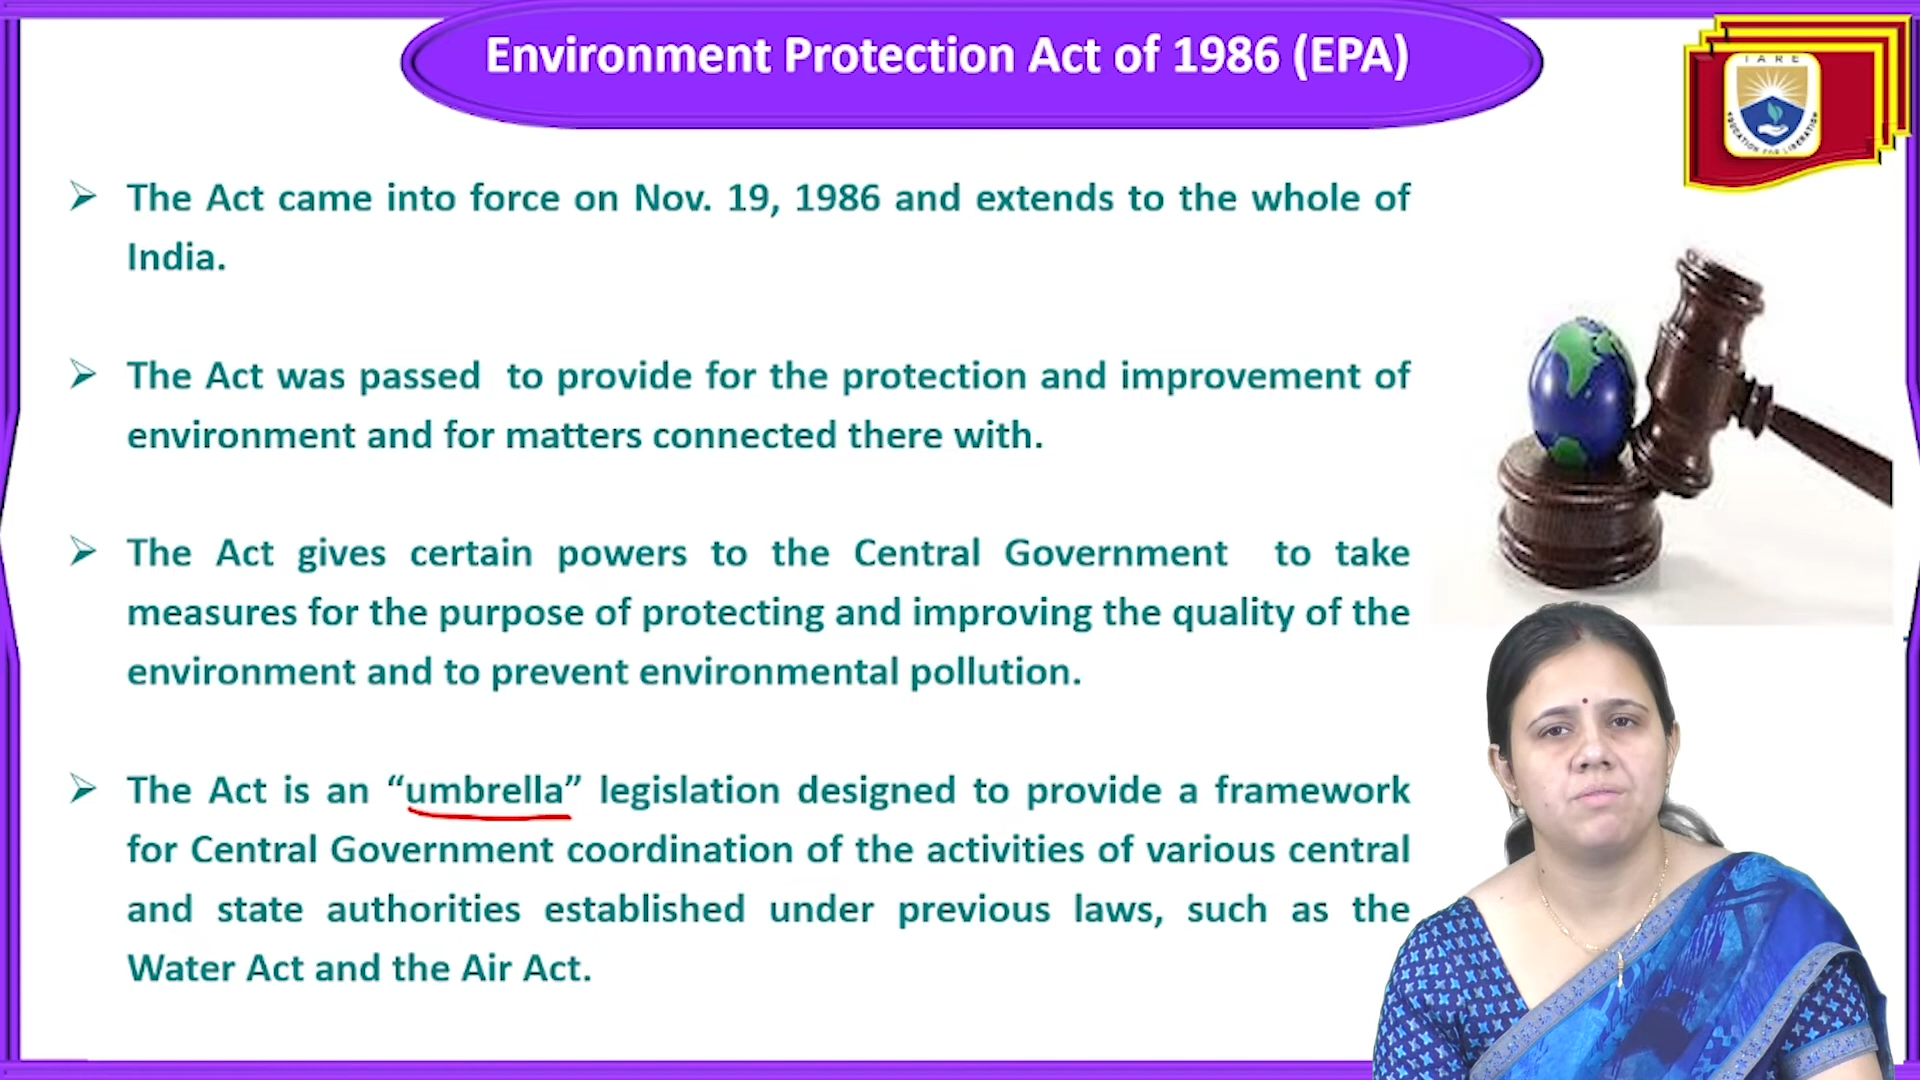 Environment Protection Act of 1986 (EPA)
IARE
EDUCATION FOR LIBERATION
➢ The Act came into force on Nov. 19, 1986 and extends to the whole of
India.
➢ The Act was passed to provide for the protection and improvement of
environment and for matters connected there with.
➢ The Act gives certain powers to the Central Government to take
measures for the purpose of protecting and improving the quality of the
environment and to prevent environmental pollution.
➢ The Act is an “umbrella” legislation designed to provide a framework
for Central Government coordination of the activities of various central
and state authorities established under previous laws, such as the
Water Act and the Air Act.